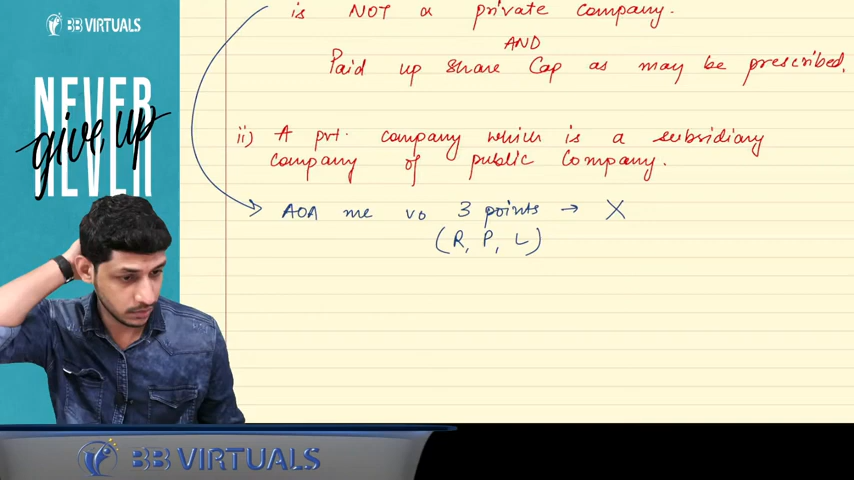 BB VIRTUALS
NEVER
give up
NEVER
is NOT a private company.
AND
Paid up share Cap as may be prescribed.
ii) A prt. company which is a subsidiary
company of public Company.
AOA me vo 3 points → X
(R, P, L)
BB VIRTUALS